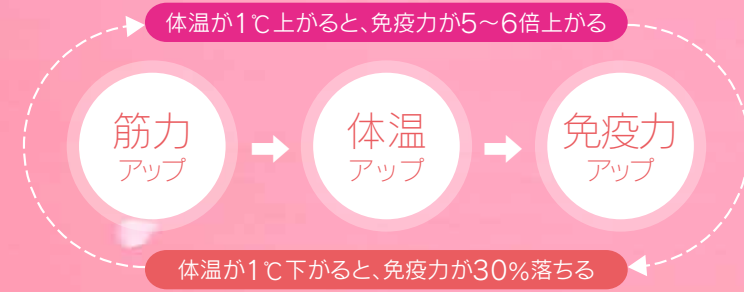 体温が1℃上がると、免疫力が5〜6倍上がる
筋力
アップ
体温
アップ
免疫力
アップ
体温が1℃下がると、免疫力が30%落ちる